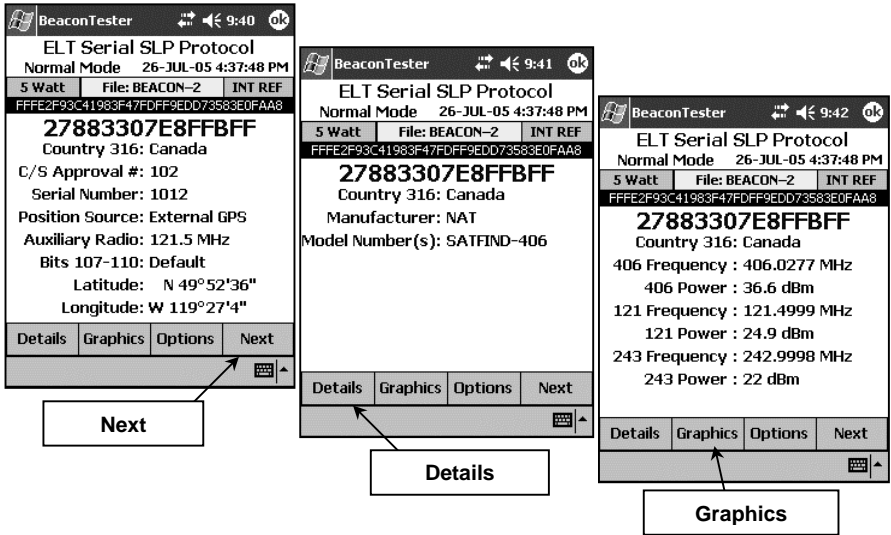 BeaconTester 9:40 ok
ELT Serial SLP Protocol
Normal Mode 26-JUL-05 4:37:48 PM
5 Watt File: BEACON–2 INT REF
FFFE2F93C41983F47FDFF9EDD73583E0FAA8
27883307E8FFBFF
Country 316: Canada
C/S Approval #: 102
Serial Number: 1012
Position Source: External GPS
Auxiliary Radio: 121.5 MHz
Bits 107-110: Default
Latitude: N 49°52'36"
Longitude: W 119°27'4"
Details Graphics Options Next
Next
BeaconTester 9:41 ok
ELT Serial SLP Protocol
Normal Mode 26-JUL-05 4:37:48 PM
5 Watt File: BEACON–2 INT REF
FFFE2F93C41983F47FDFF9EDD73583E0FAA8
27883307E8FFBFF
Country 316: Canada
Manufacturer: NAT
Model Number(s): SATFIND-406
Details Graphics Options Next
Details
BeaconTester 9:42 ok
ELT Serial SLP Protocol
Normal Mode 26-JUL-05 4:37:48 PM
5 Watt File: BEACON–2 INT REF
FFFE2F93C41983F47FDFF9EDD73583E0FAA8
27883307E8FFBFF
Country 316: Canada
406 Frequency : 406.0277 MHz
406 Power : 36.6 dBm
121 Frequency : 121.4999 MHz
121 Power : 24.9 dBm
243 Frequency : 242.9998 MHz
243 Power : 22 dBm
Details Graphics Options Next
Graphics